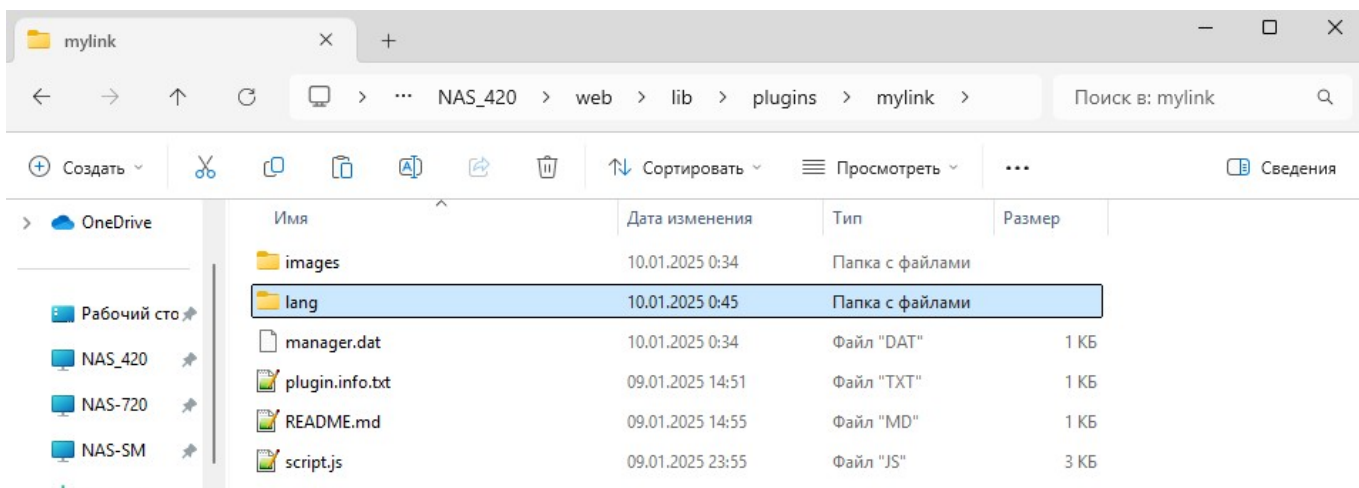 mylink
NAS_420 > web > lib > plugins > mylink >
Поиск в: mylink
Создать
Сортировать
Просмотреть
Сведения
OneDrive
Рабочий сто
NAS_420
NAS-720
NAS-SM
Имя Дата изменения Тип Размер
images 10.01.2025 0:34 Папка с файлами
lang 10.01.2025 0:45 Папка с файлами
manager.dat 10.01.2025 0:34 Файл "DAT" 1 КБ
plugin.info.txt 09.01.2025 14:51 Файл "TXT" 1 КБ
README.md 09.01.2025 14:55 Файл "MD" 1 КБ
script.js 09.01.2025 23:55 Файл "JS" 3 КБ